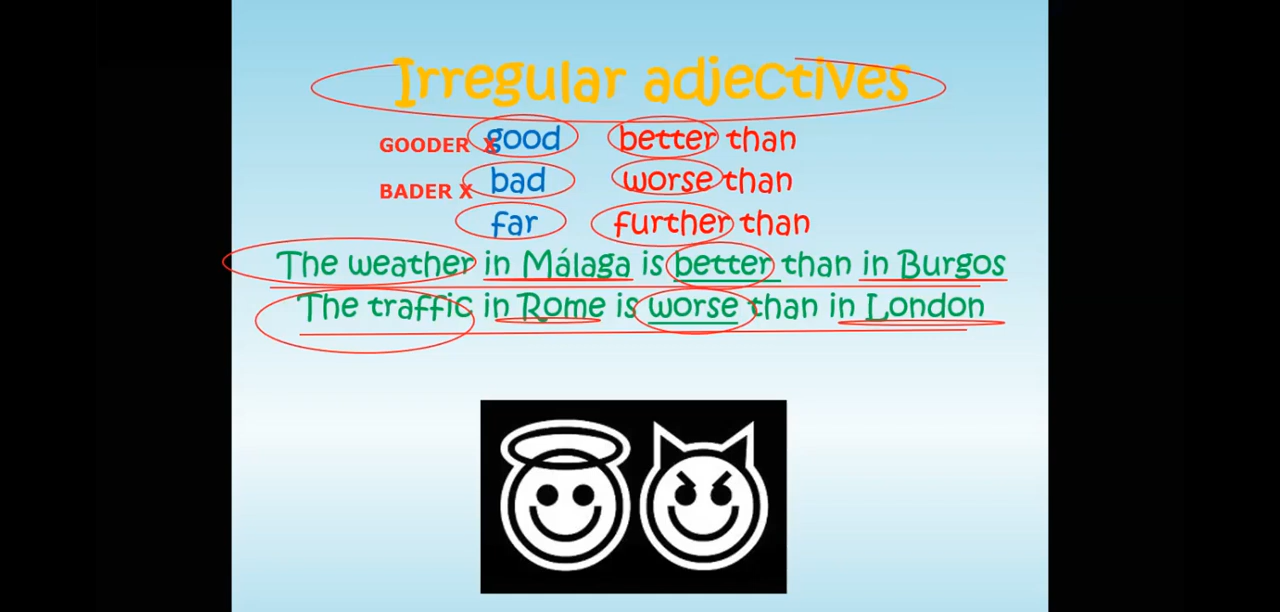 Irregular adjectives
GOODER X good better than
BADER X bad worse than
far further than
The weather in Málaga is better than in Burgos
The traffic in Rome is worse than in London